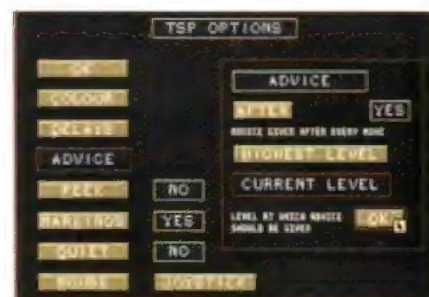 TSP OPTIONS
OK
COLOUR
DELAYS
ADVICE
PEEK NO
MARKINGS YES
QUIET NO
MOUSE JOYSTICK
ADVICE
AFTER YES
ADVICE GIVEN AFTER EVERY MOVE
HIGHEST LEVEL
CURRENT LEVEL
LEVEL AT WHICH ADVICE
SHOULD BE GIVEN
OK